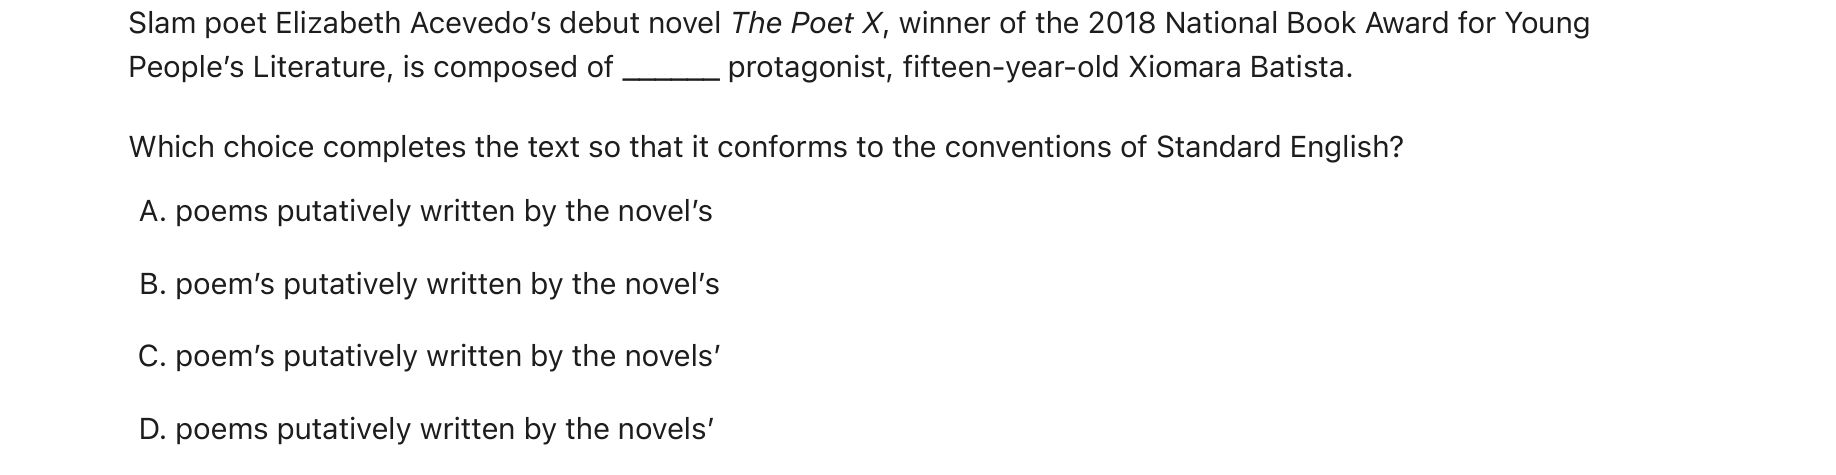 Slam poet Elizabeth Acevedo’s debut novel The Poet X, winner of the 2018 National Book Award for Young
People’s Literature, is composed of ______ protagonist, fifteen-year-old Xiomara Batista.
Which choice completes the text so that it conforms to the conventions of Standard English?
A. poems putatively written by the novel’s
B. poem’s putatively written by the novel’s
C. poem’s putatively written by the novels’
D. poems putatively written by the novels’